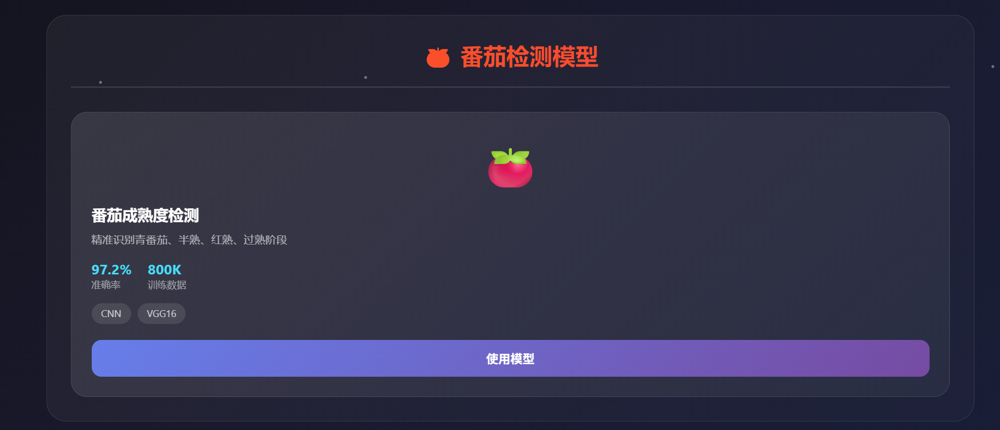 番茄检测模型
番茄成熟度检测
精准识别青番茄、半熟、红熟、过熟阶段
97.2% 800K
准确率 训练数据
CNN VGG16
使用模型